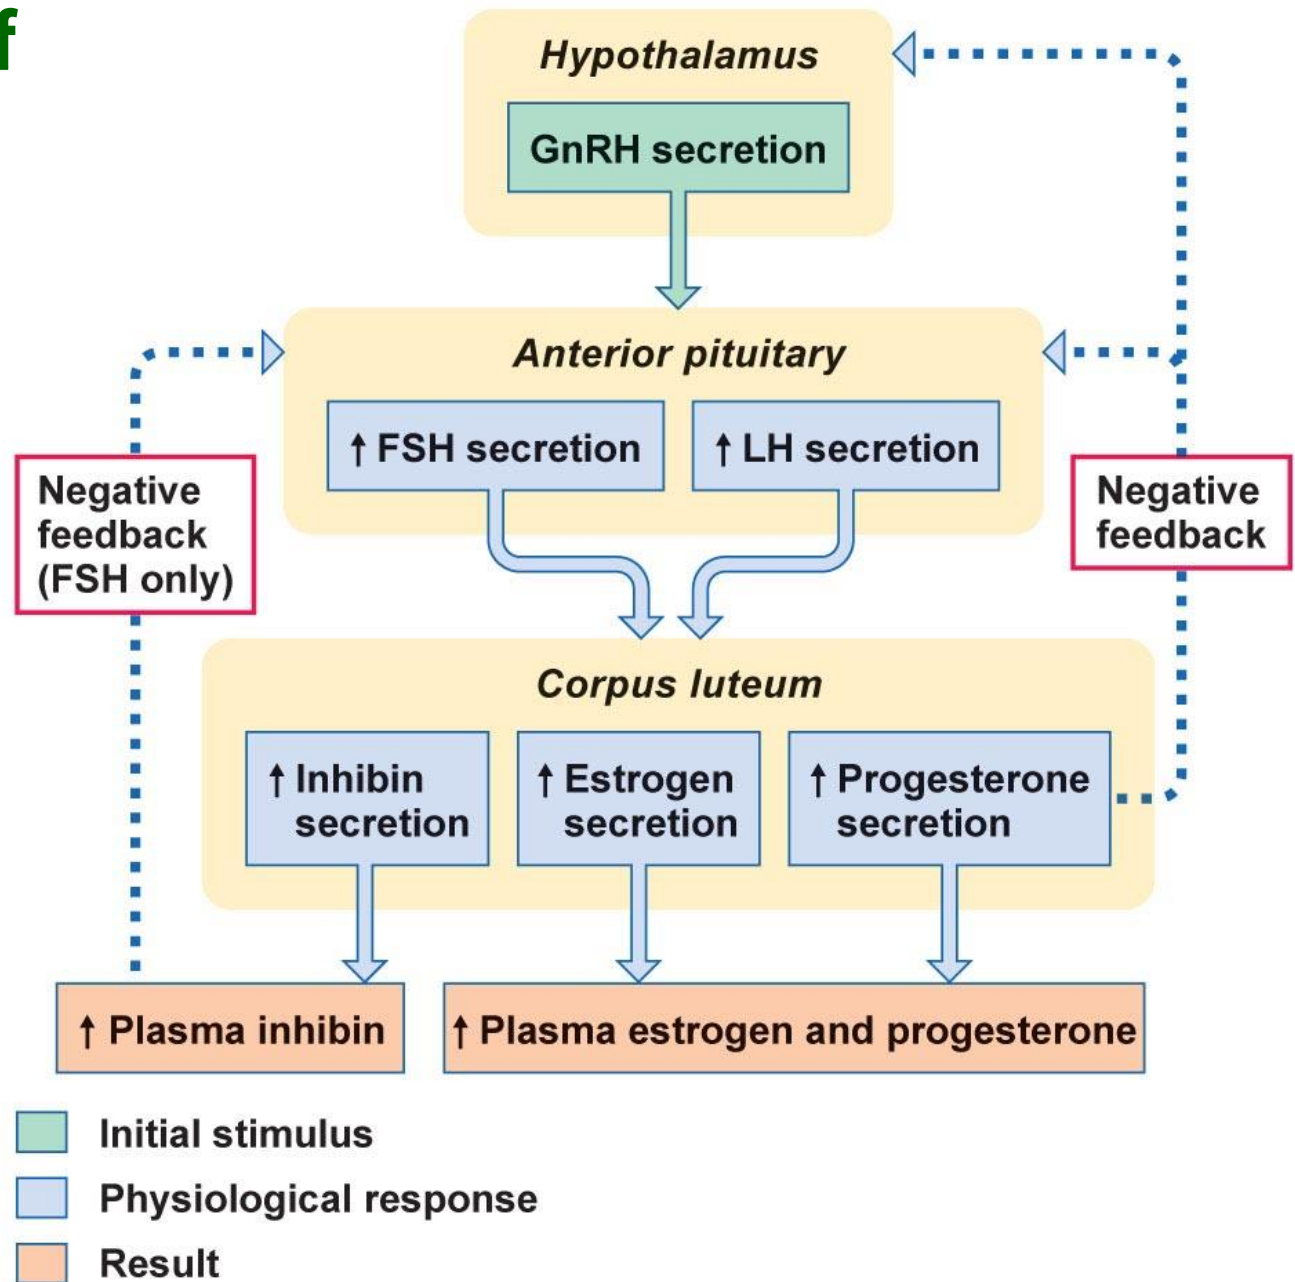 f
Hypothalamus
GnRH secretion
Anterior pituitary
↑ FSH secretion
↑ LH secretion
Negative
feedback
(FSH only)
Negative
feedback
Corpus luteum
↑ Inhibin
secretion
↑ Estrogen
secretion
↑ Progesterone
secretion
↑ Plasma inhibin
↑ Plasma estrogen and progesterone
Initial stimulus
Physiological response
Result